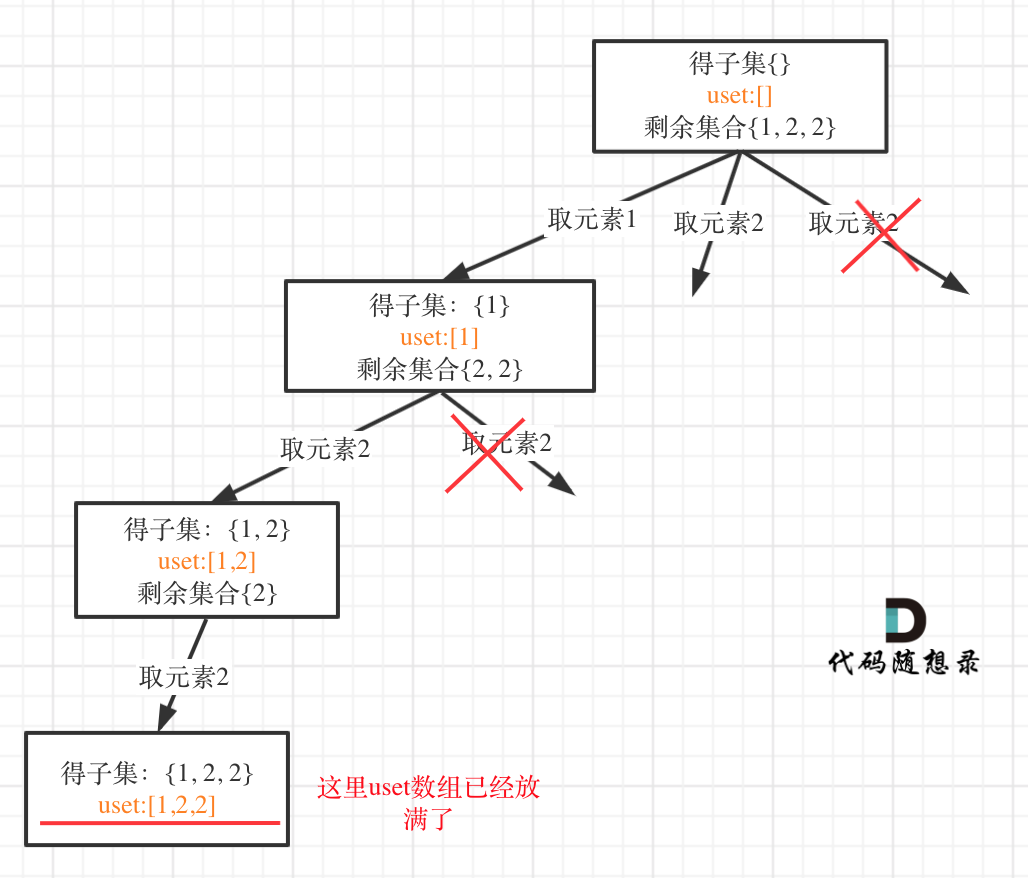 得子集{}
uset:[]
剩余集合{1, 2, 2}
取元素1
取元素2
取元素2
得子集：{1}
uset:[1]
剩余集合{2, 2}
取元素2
取元素2
得子集：{1, 2}
uset:[1,2]
剩余集合{2}
取元素2
得子集：{1, 2, 2}
uset:[1,2,2]
这里uset数组已经放
满了
代码随想录